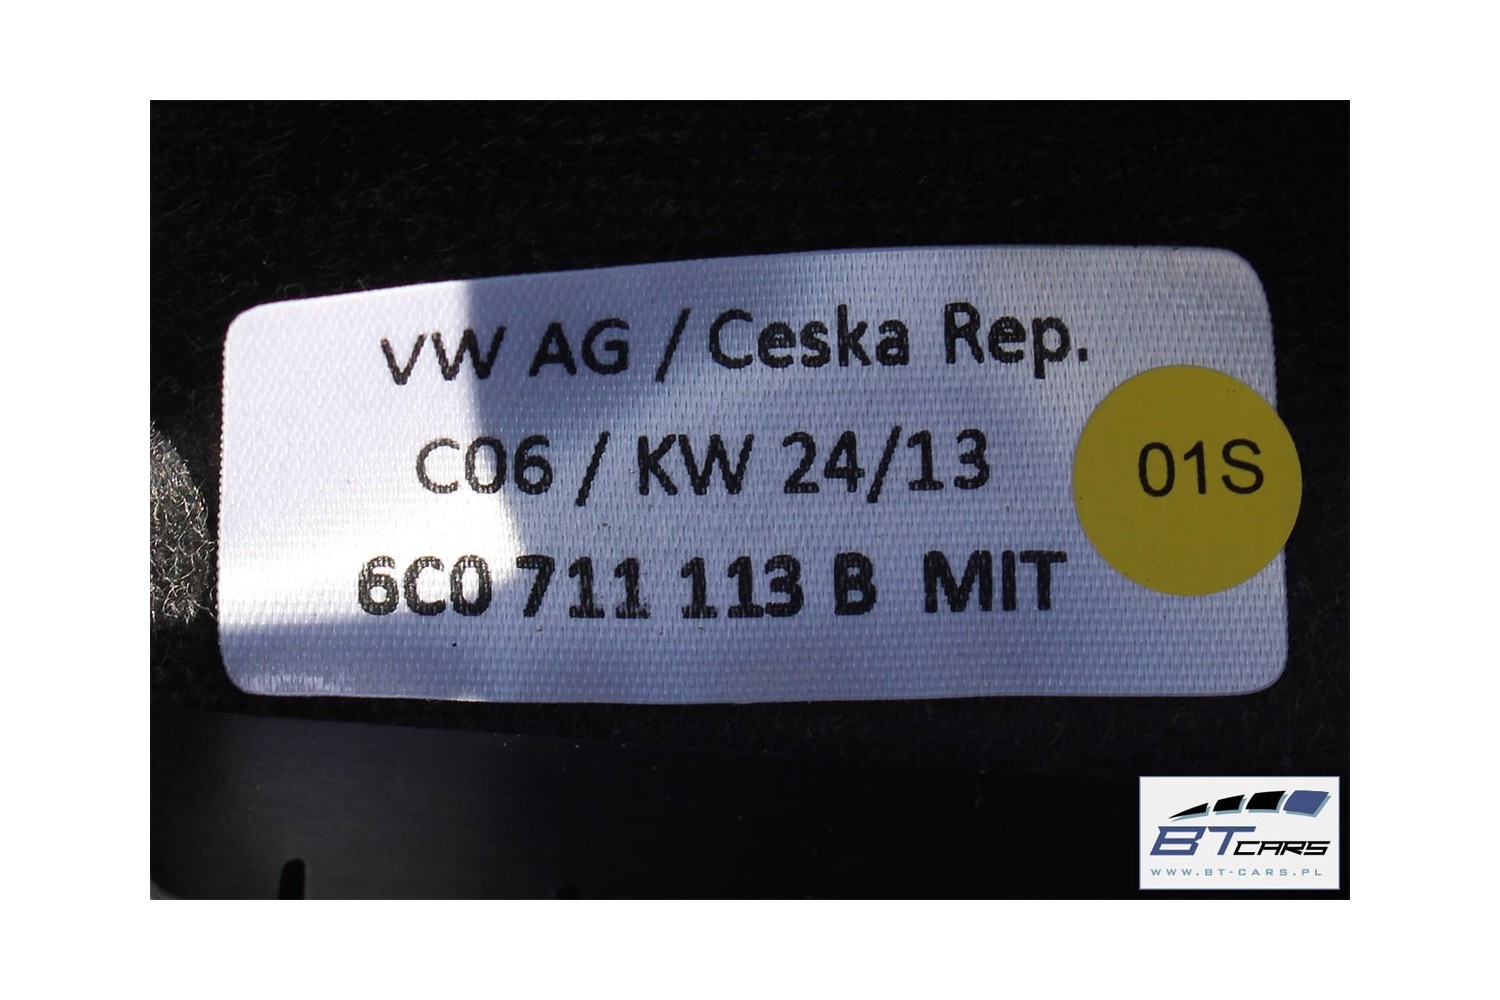 VW AG / Ceska Rep.
C06 / KW 24/13
01S
6C0 711 113 B MIT
BT CARS
WWW.BT-CARS.PL